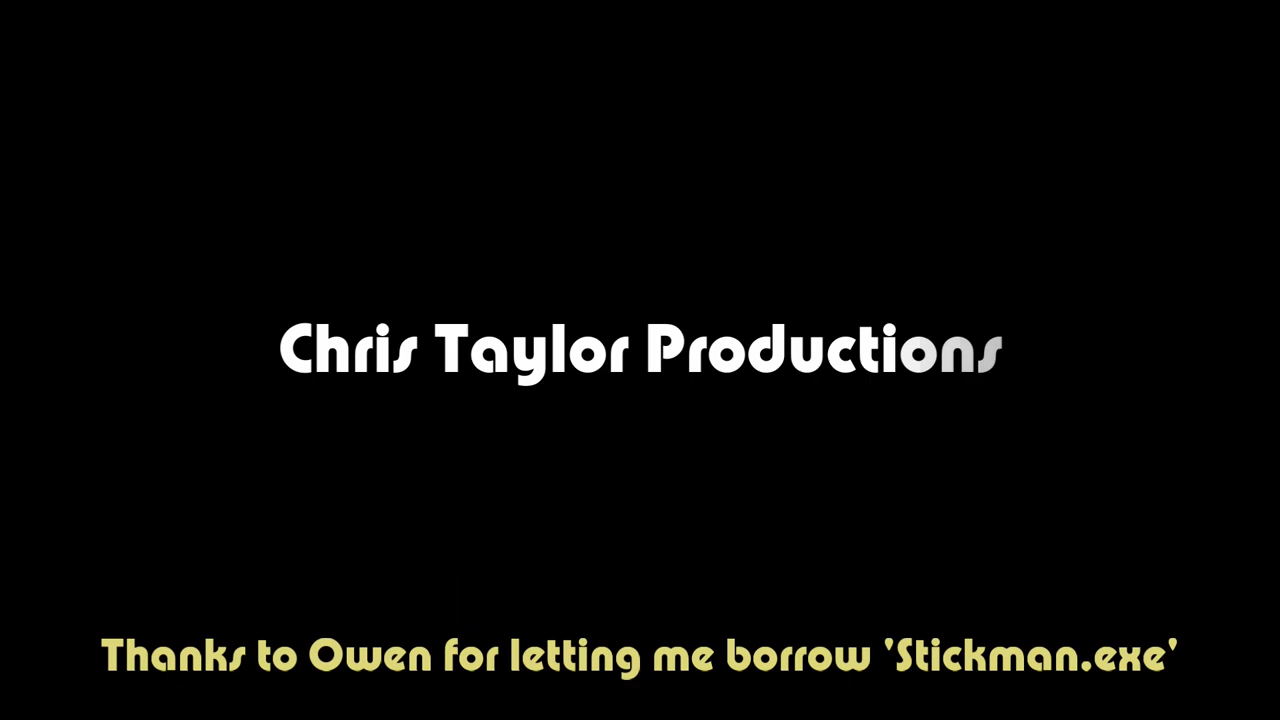 Chris Taylor Productions
Thanks to Owen for letting me borrow 'Stickman.exe'